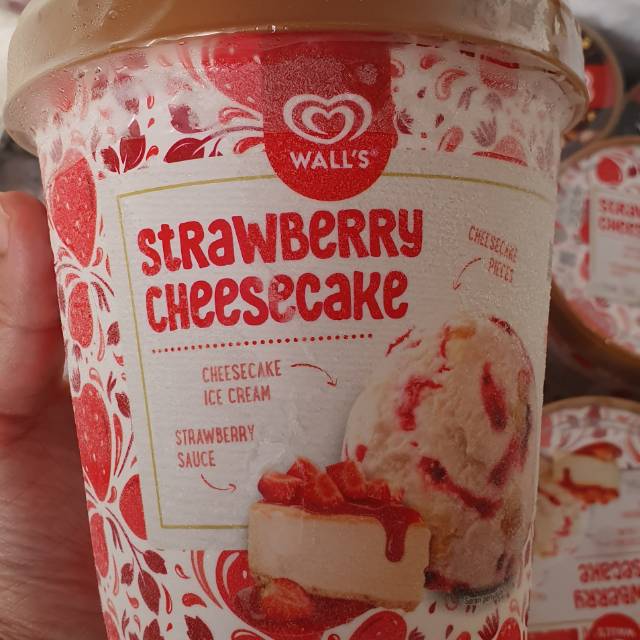 WALL'S
STRAWBERRY
CHEESECAKE
CHEESECAKE
PIECES
CHEESECAKE
ICE CREAM
STRAWBERRY
SAUCE